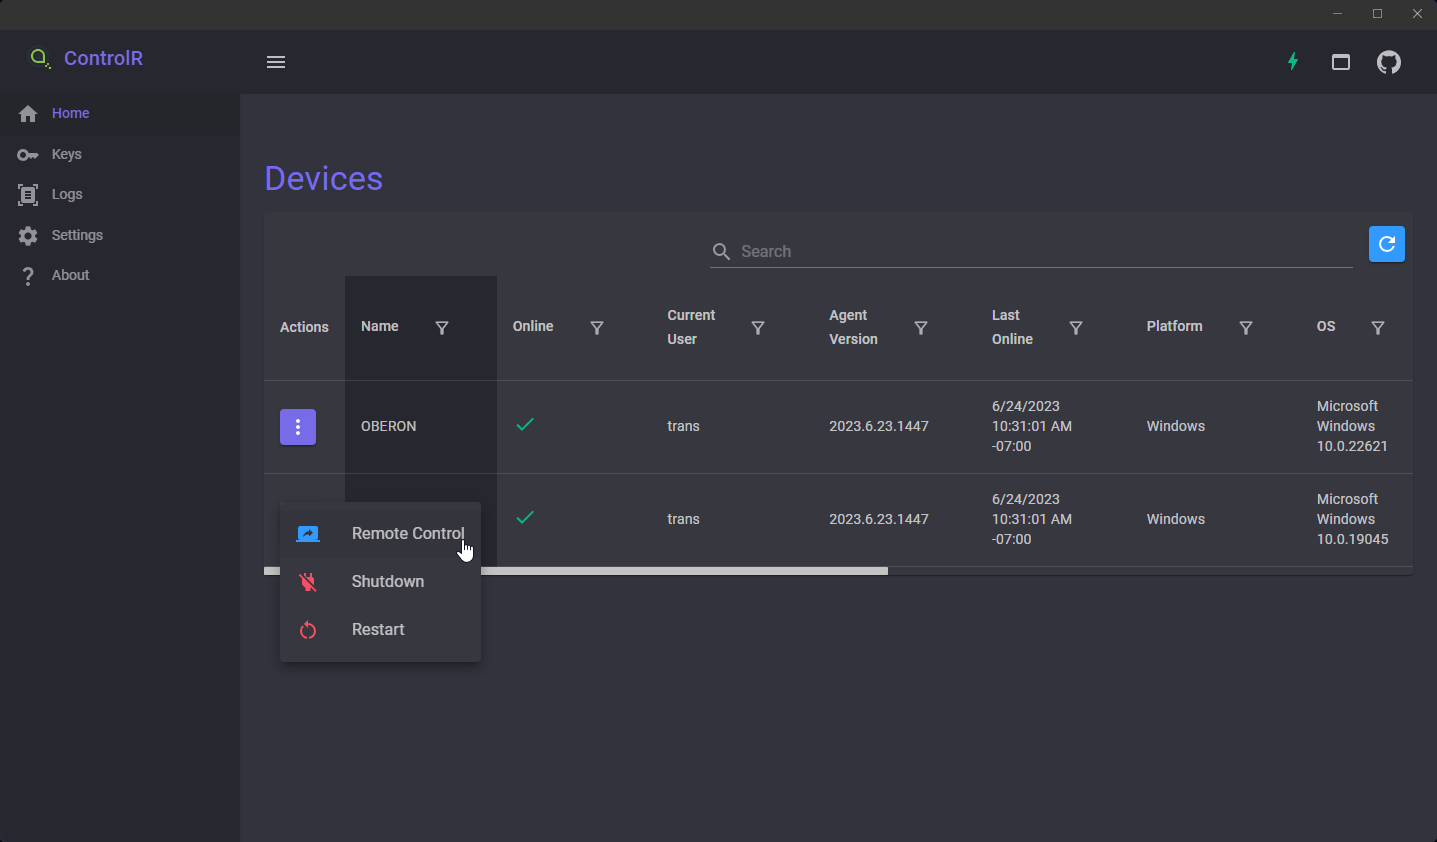 ControlR
Home
Keys
Logs
Settings
About
Devices
Search
Actions
Name
Online
Current
User
Agent
Version
Last
Online
Platform
OS
OBERON
trans
2023.6.23.1447
6/24/2023
10:31:01 AM
-07:00
Windows
Microsoft
Windows
10.0.22621
trans
2023.6.23.1447
6/24/2023
10:31:01 AM
-07:00
Windows
Microsoft
Windows
10.0.19045
Remote Control
Shutdown
Restart